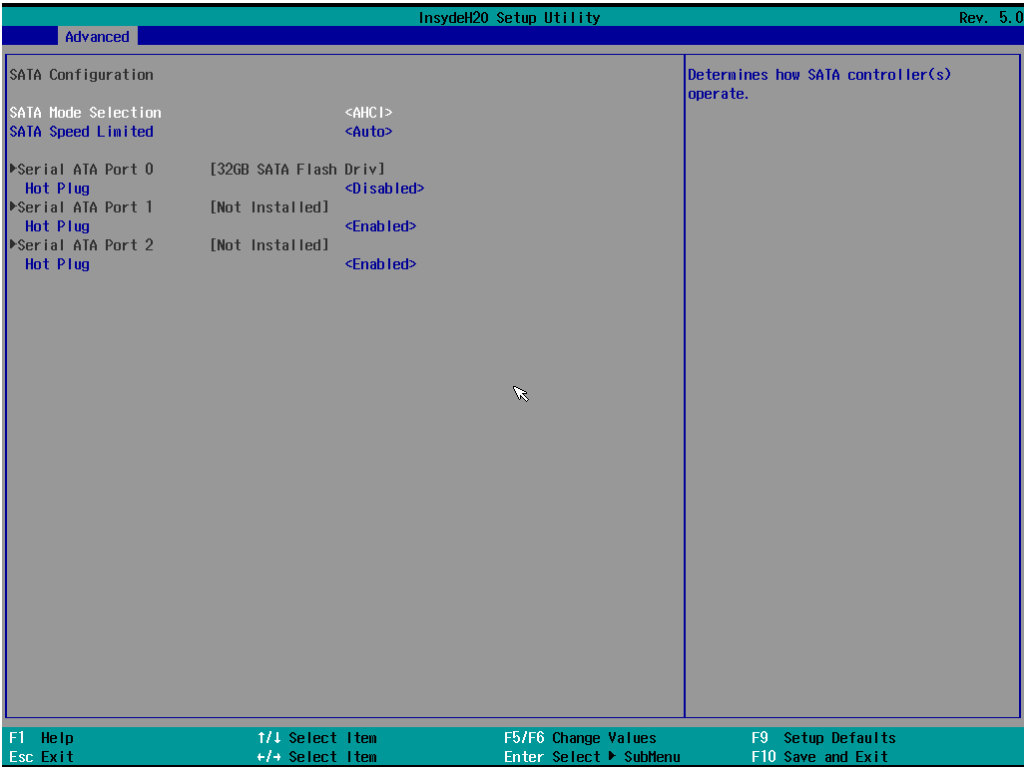 InsydeH20 Setup Utility Rev. 5.0
Advanced
SATA Configuration
SATA Mode Selection <AHCI>
SATA Speed Limited <Auto>
▶Serial ATA Port 0 [32GB SATA Flash Driv]
Hot Plug <Disabled>
▶Serial ATA Port 1 [Not Installed]
Hot Plug <Enabled>
▶Serial ATA Port 2 [Not Installed]
Hot Plug <Enabled>
Determines how SATA controller(s)
operate.
F1 Help ↑/↓ Select Item F5/F6 Change Values F9 Setup Defaults
Esc Exit ←/→ Select Item Enter Select ▶ SubMenu F10 Save and Exit